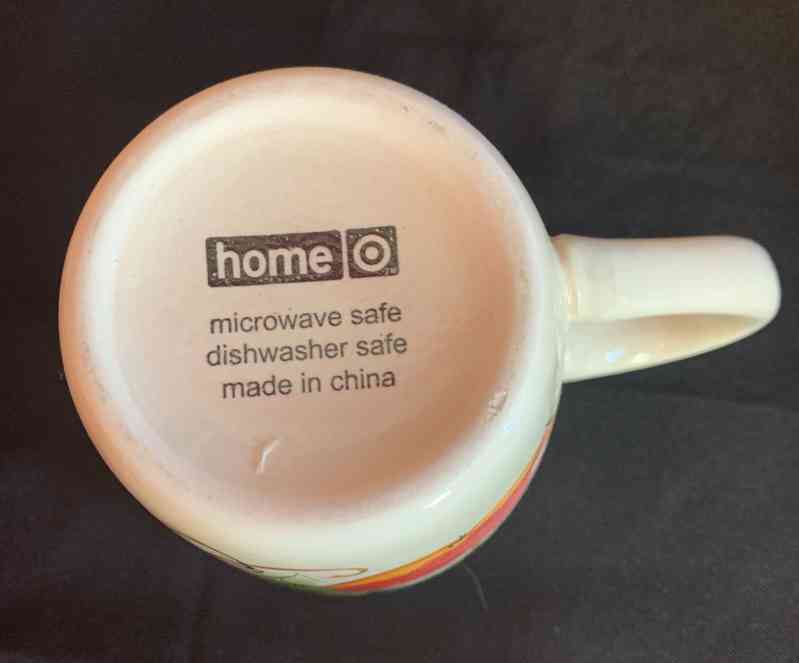 home
microwave safe
dishwasher safe
made in china